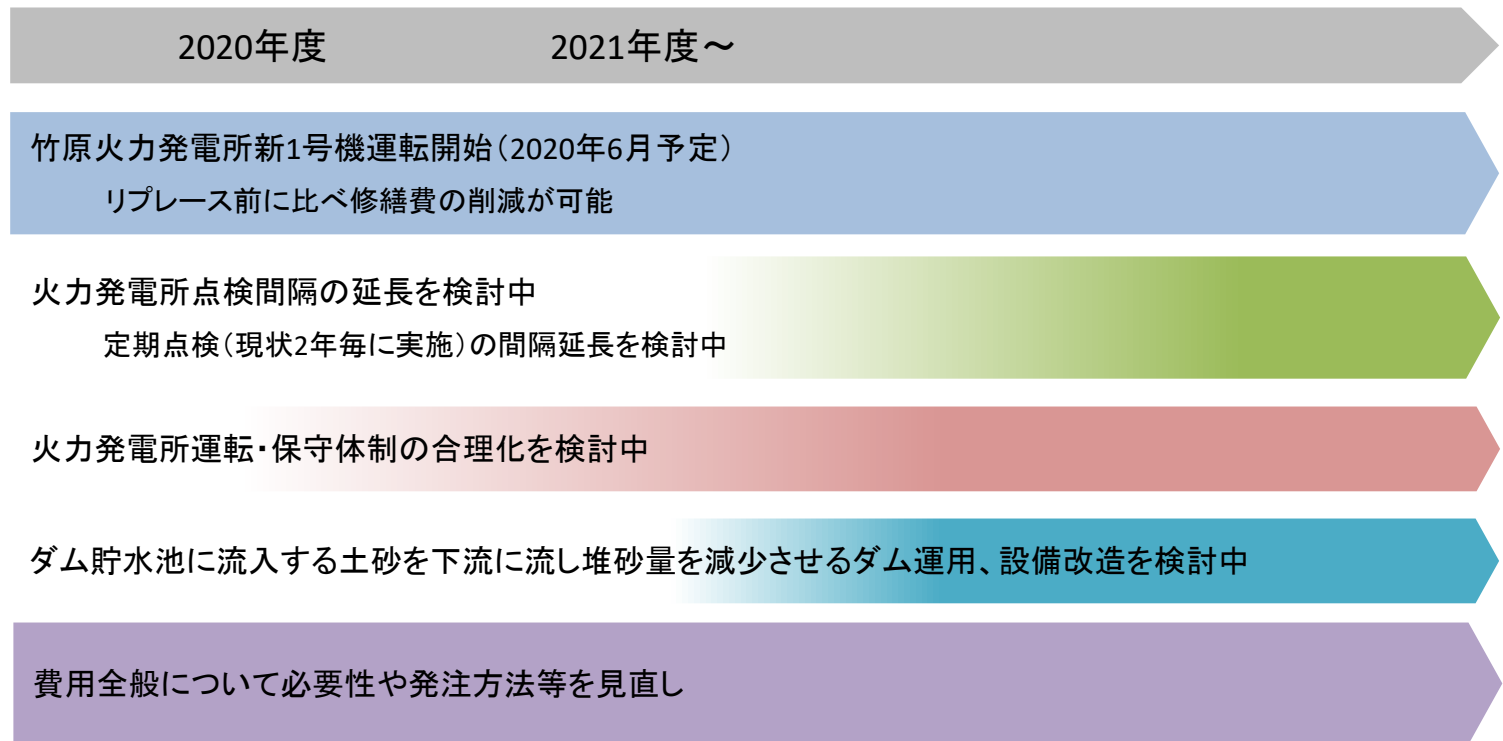 2020年度 2021年度～
竹原火力発電所新1号機運転開始（2020年6月予定）
リプレース前に比べ修繕費の削減が可能
火力発電所点検間隔の延長を検討中
定期点検（現状2年毎に実施）の間隔延長を検討中
火力発電所運転・保守体制の合理化を検討中
ダム貯水池に流入する土砂を下流に流し堆砂量を減少させるダム運用、設備改造を検討中
費用全般について必要性や発注方法等を見直し